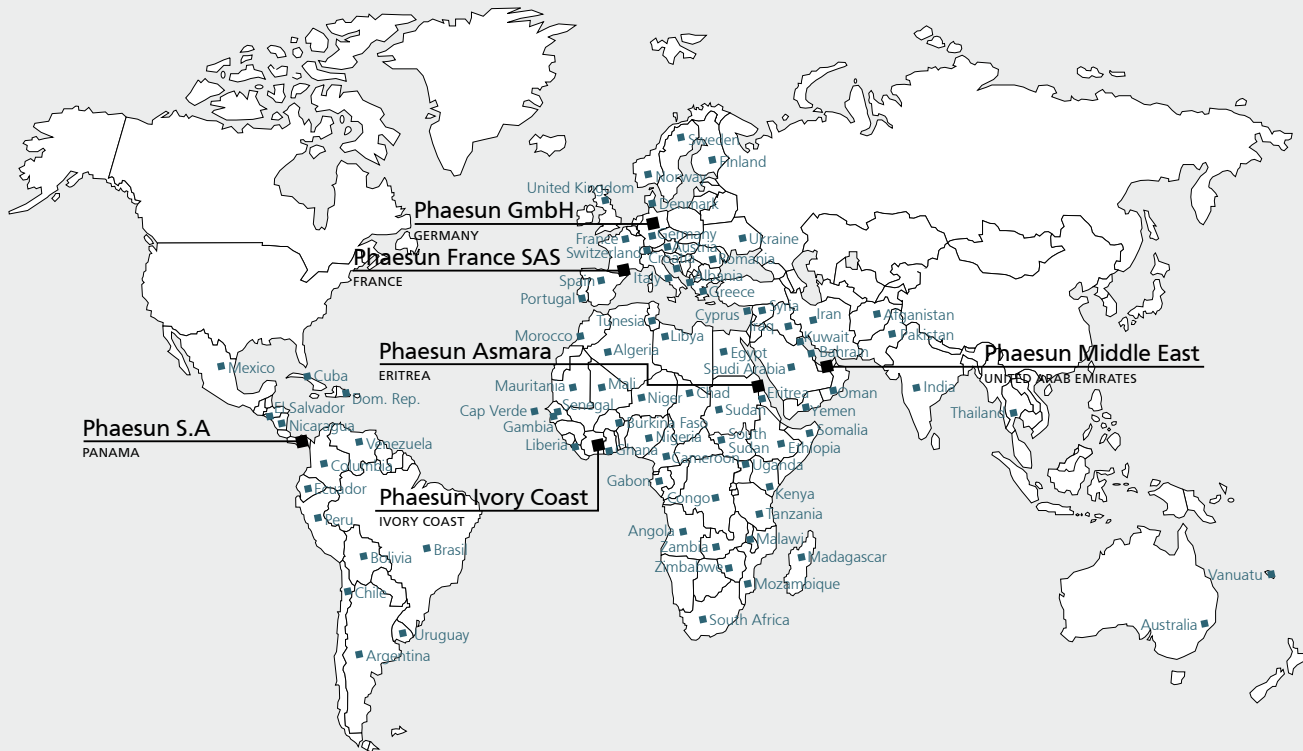 Sweden
Finland
Norway
United Kingdom
Denmark
Phaesun GmbH
GERMANY
Germany
France
Ukraine
Austria
Switzerland
Croatia
Romania
Phaesun France SAS
FRANCE
Italy
Albania
Spain
Greece
Portugal
Cyprus
Syria
Iran
Afganistan
Tunesia
Iraq
Morocco
Libya
Kuwait
Pakistan
Phaesun Asmara
ERITREA
Algeria
Egypt
Bahrain
Phaesun Middle East
UNITED ARAB EMIRATES
Saudi Arabia
Mexico
Cuba
Mauritania
Mali
Niger
Chad
Eritrea
Oman
India
Dom. Rep.
El Salvador
Cap Verde
Senegal
Sudan
Yemen
Thailand
Nicaragua
Gambia
Burkina Faso
Phaesun S.A
PANAMA
Somalia
Venezuela
Liberia
Ghana
Nigeria
South
Sudan
Ethiopia
Columbia
Cameroon
Uganda
Ecuador
Gabon
Phaesun Ivory Coast
IVORY COAST
Congo
Kenya
Peru
Tanzania
Angola
Malawi
Brasil
Zambia
Bolivia
Madagascar
Zimbabwe
Vanuatu
Mozambique
Chile
South Africa
Australia
Uruguay
Argentina